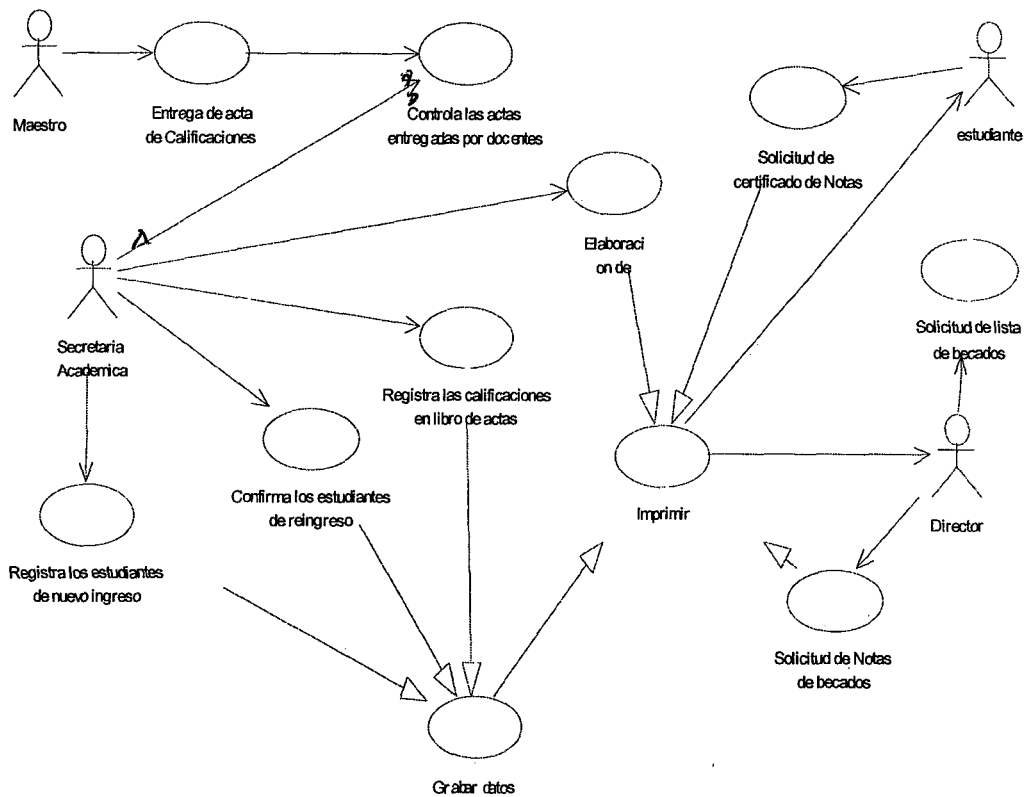 Maestro
Entrega de acta
de Calificaciones
Controla las actas
entregadas por docentes
estudiante
Solicitud de
certificado de Notas
Elaboraci
on de
Solicitud de lista
de becados
Secretaria
Academica
Registra las calificaciones
en libro de actas
Confirma los estudiantes
de reingreso
Imprimir
Director
Registra los estudiantes
de nuevo ingreso
Solicitud de Notas
de becados
Grabar datos